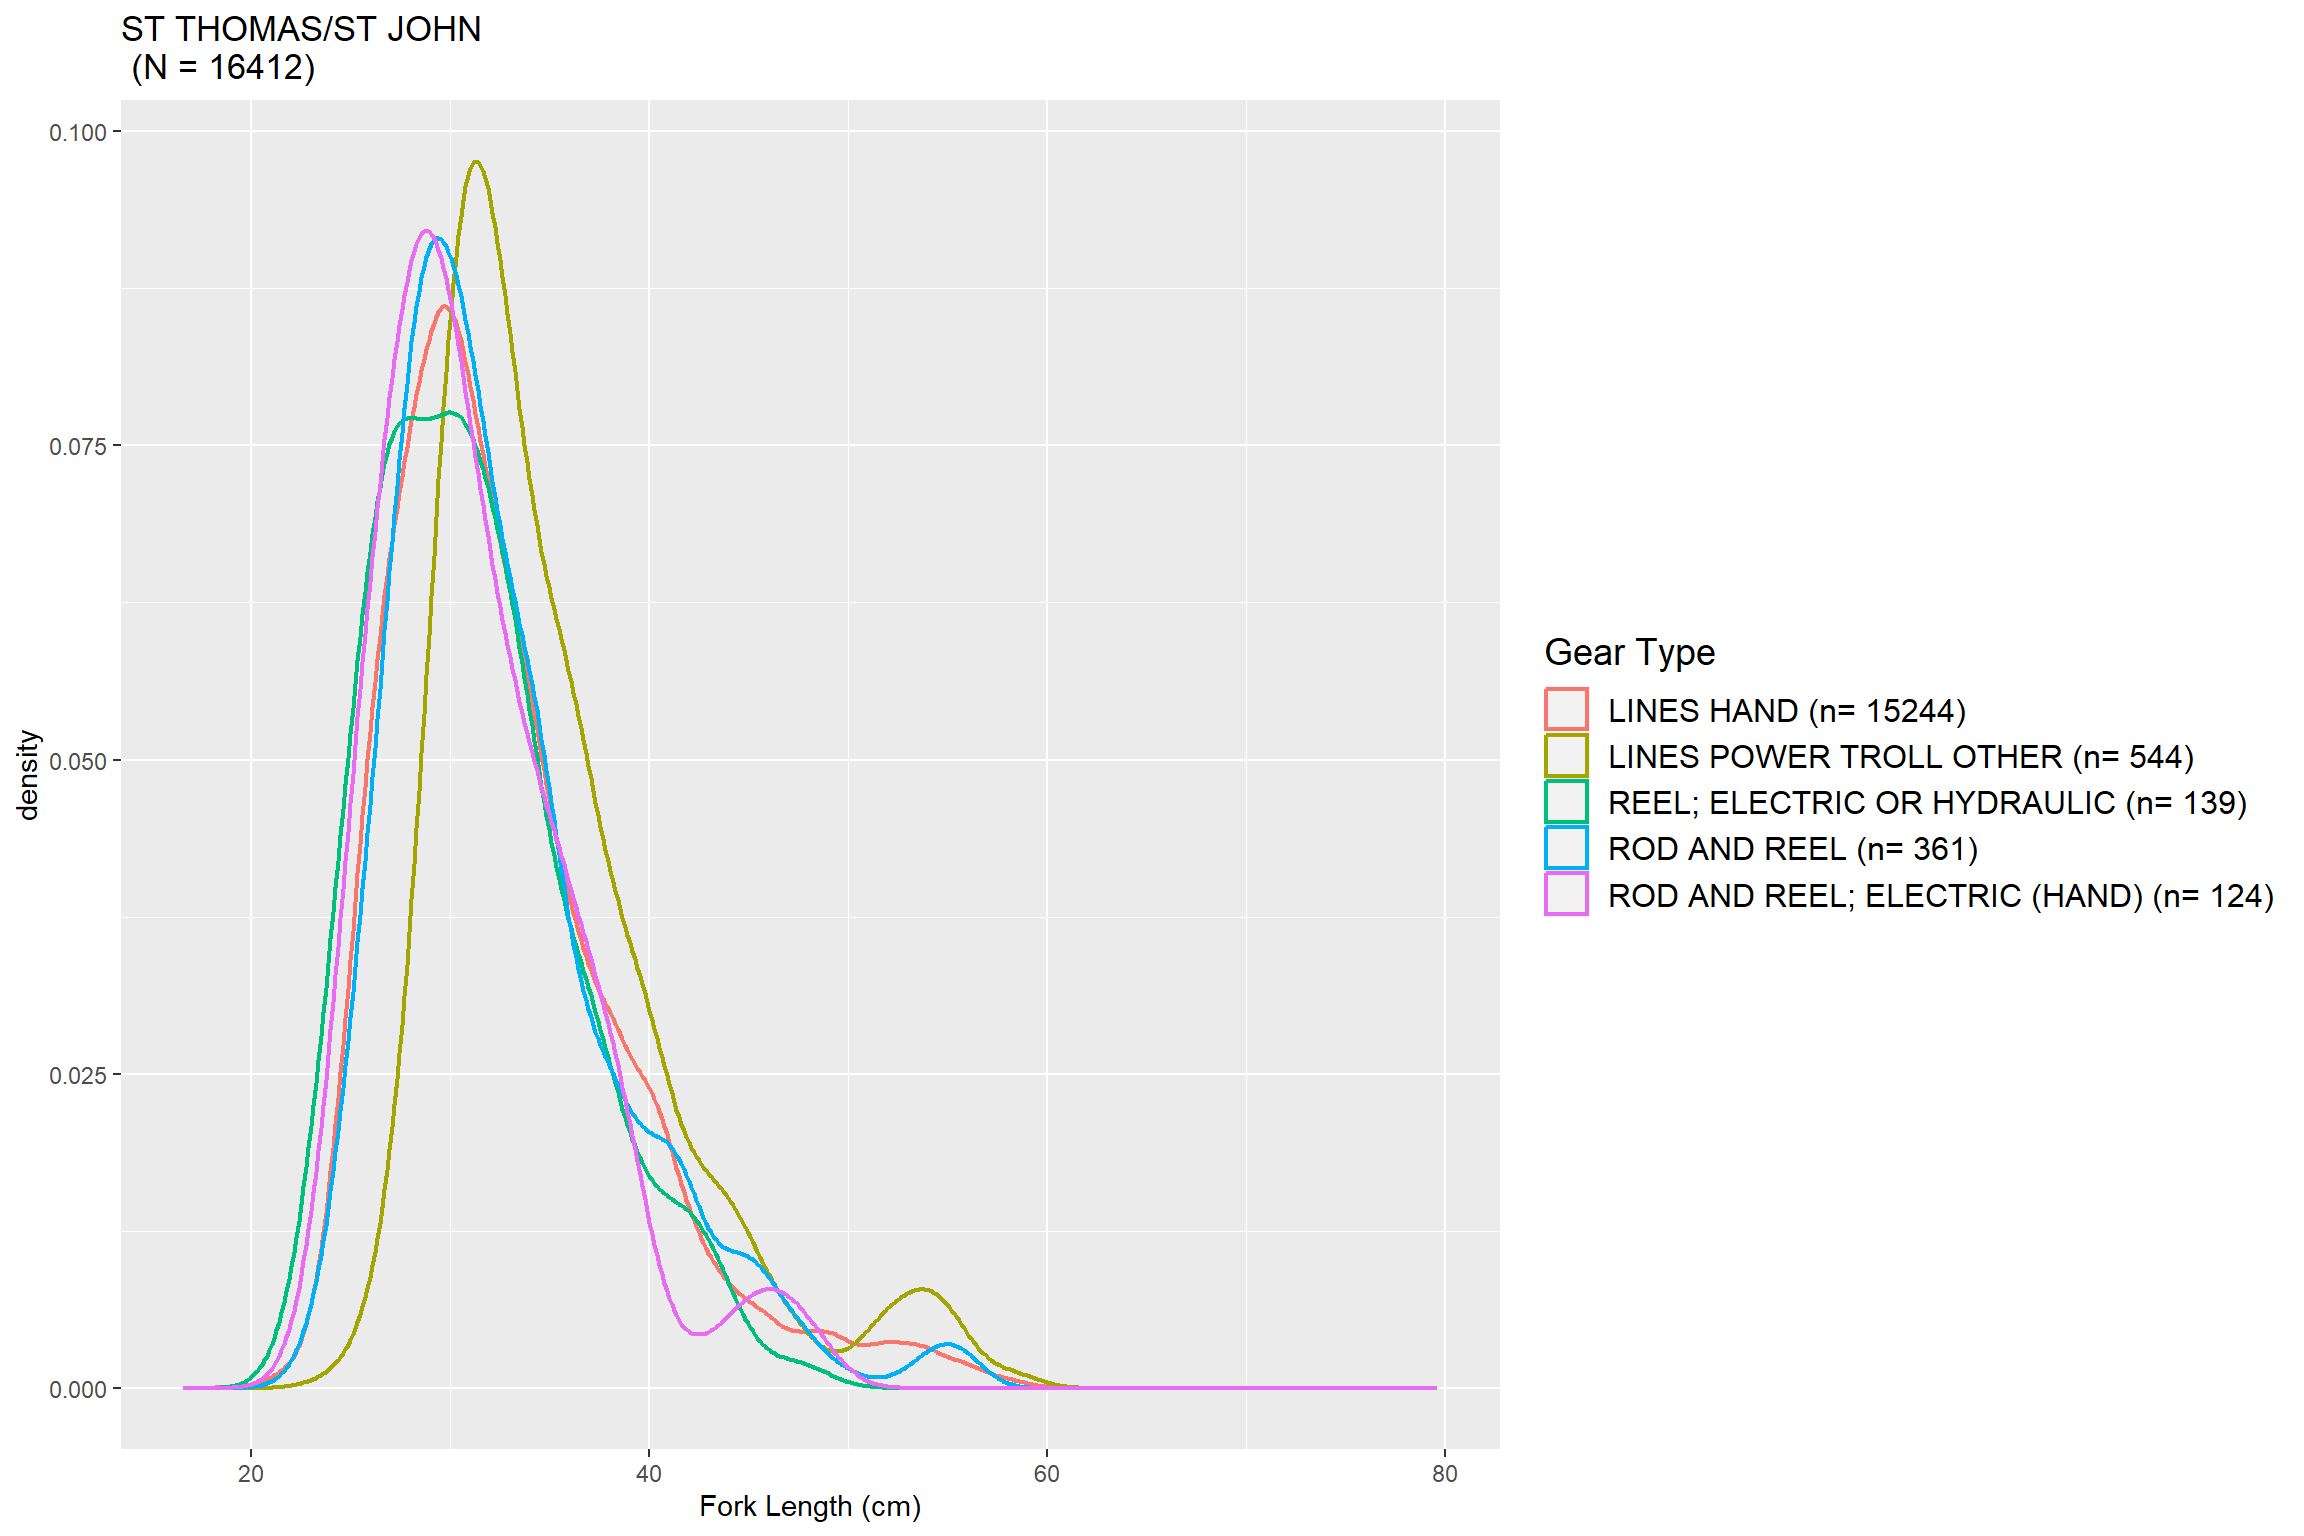 ST THOMAS/ST JOHN
(N = 16412)
0.100
0.075
0.050
0.025
0.000
density
20
40
60
80
Fork Length (cm)
Gear Type
LINES HAND (n= 15244)
LINES POWER TROLL OTHER (n= 544)
REEL; ELECTRIC OR HYDRAULIC (n= 139)
ROD AND REEL (n= 361)
ROD AND REEL; ELECTRIC (HAND) (n= 124)